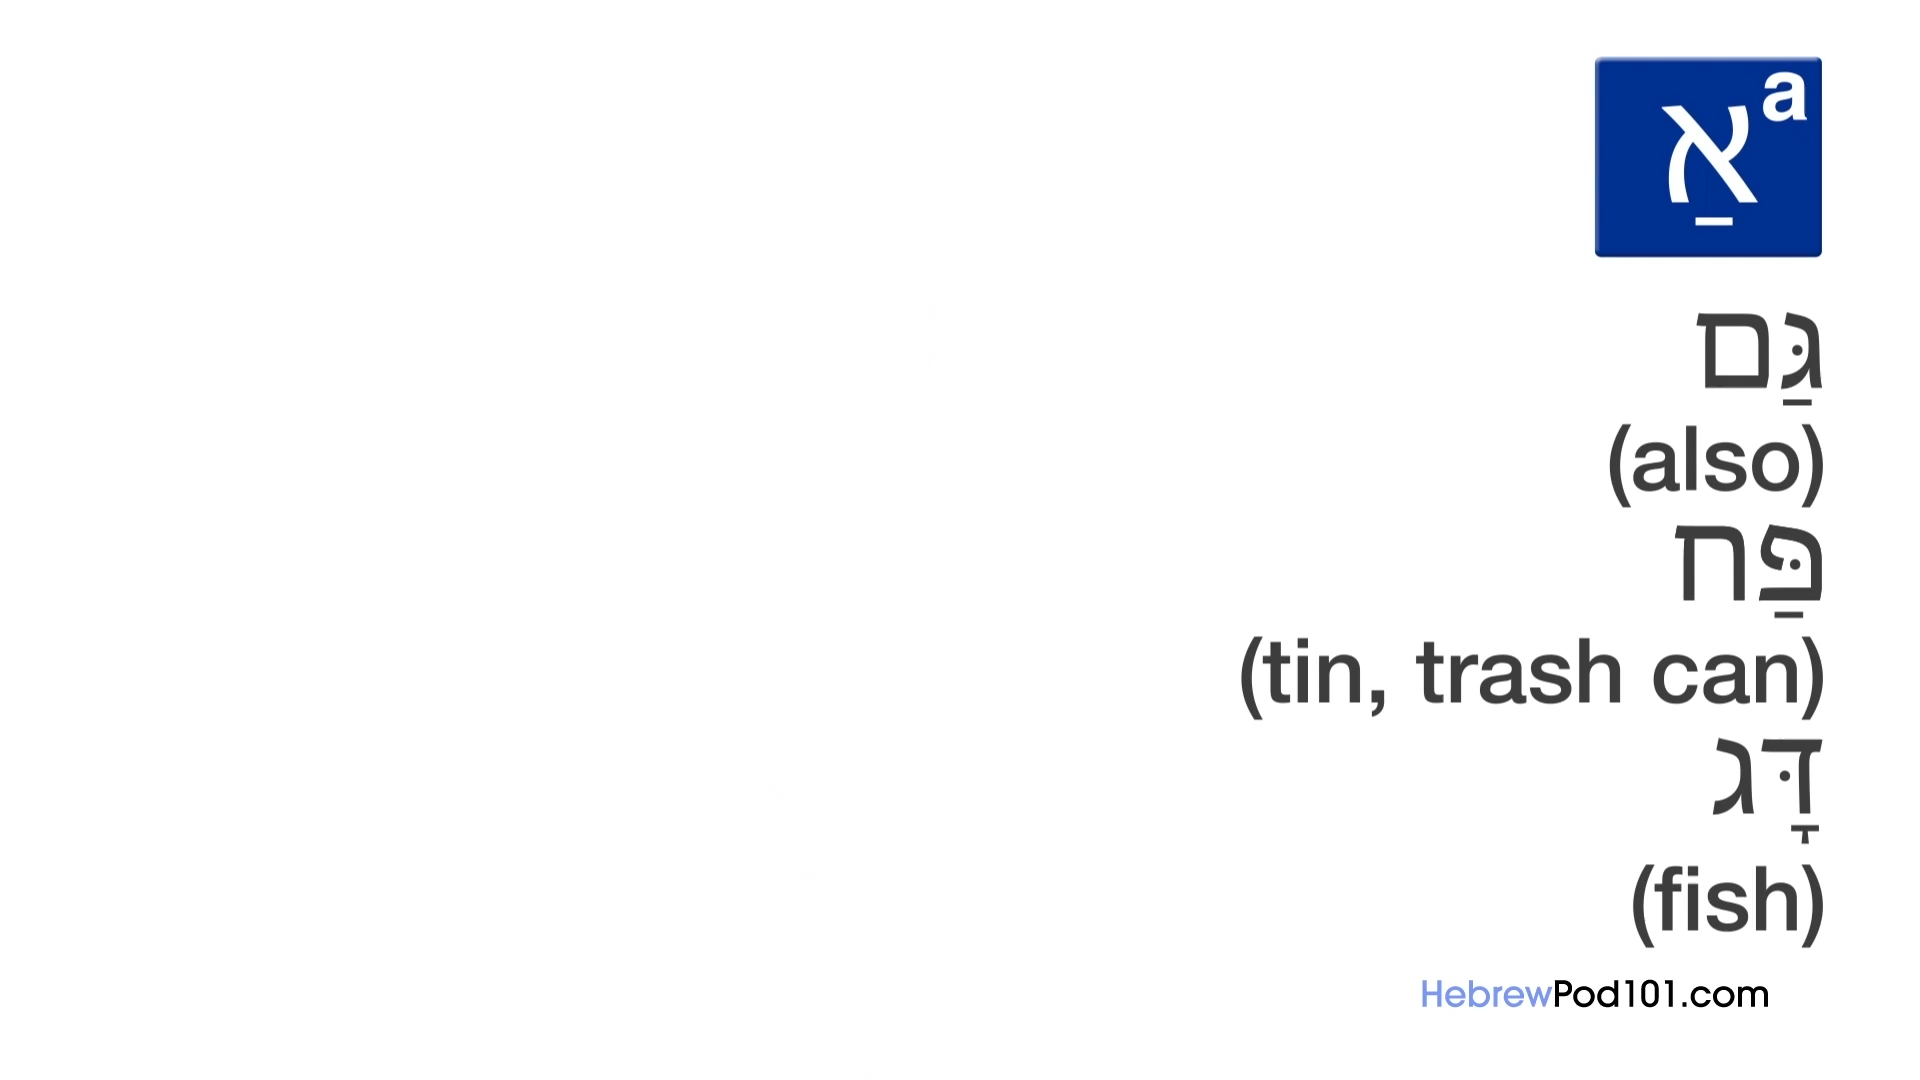 אַ a
גַּם
(also)
פַּח
(tin, trash can)
דָּג
(fish)
HebrewPod101.com